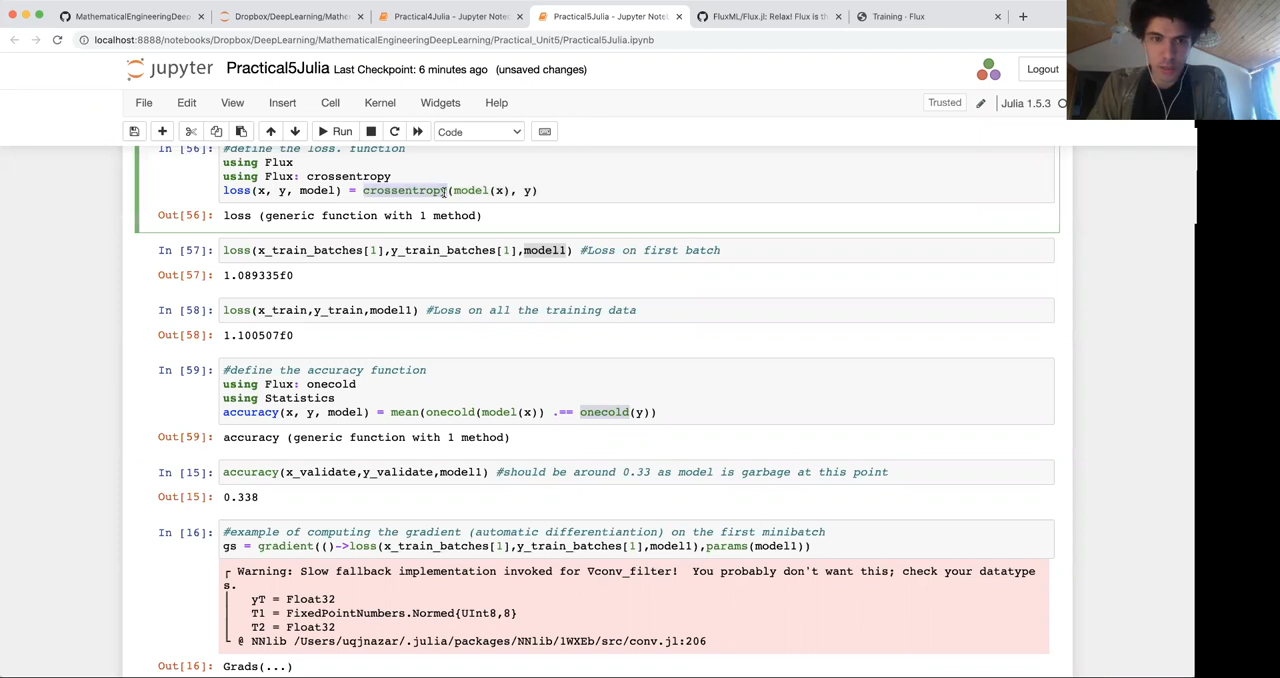 MathematicalEngineeringDeep
Dropbox/DeepLearning/Mathe
Practical4Julia - Jupyter Note
Practical5Julia - Jupyter Note
FluxML/Flux.jl: Relax! Flux is th
Training · Flux
localhost:8888/notebooks/Dropbox/DeepLearning/MathematicalEngineeringDeepLearning/Practical_Unit5/Practical5Julia.ipynb
jupyter Practical5Julia Last Checkpoint: 6 minutes ago (unsaved changes)
Logout
File Edit View Insert Cell Kernel Widgets Help
Trusted
Julia 1.5.3
Run
Code
In [56]: #define the loss. function
using Flux
using Flux: crossentropy
loss(x, y, model) = crossentropy(model(x), y)
Out[56]: loss (generic function with 1 method)
In [57]: loss(x_train_batches[1],y_train_batches[1],model1) #Loss on first batch
Out[57]: 1.089335f0
In [58]: loss(x_train,y_train,model1) #Loss on all the training data
Out[58]: 1.100507f0
In [59]: #define the accuracy function
using Flux: onecold
using Statistics
accuracy(x, y, model) = mean(onecold(model(x)) .== onecold(y))
Out[59]: accuracy (generic function with 1 method)
In [15]: accuracy(x_validate,y_validate,model1) #should be around 0.33 as model is garbage at this point
Out[15]: 0.338
In [16]: #example of computing the gradient (automatic differentiantion) on the first minibatch
gs = gradient(()->loss(x_train_batches[1],y_train_batches[1],model1),params(model1))
┌ Warning: Slow fallback implementation invoked for ∇conv_filter!  You probably don't want this; check your datatype
s.
│   yT = Float32
│   T1 = FixedPointNumbers.Normed{UInt8,8}
│   T2 = Float32
└ @ NNlib /Users/uqjnazar/.julia/packages/NNlib/1WXEb/src/conv.jl:206
Out[16]: Grads(...)